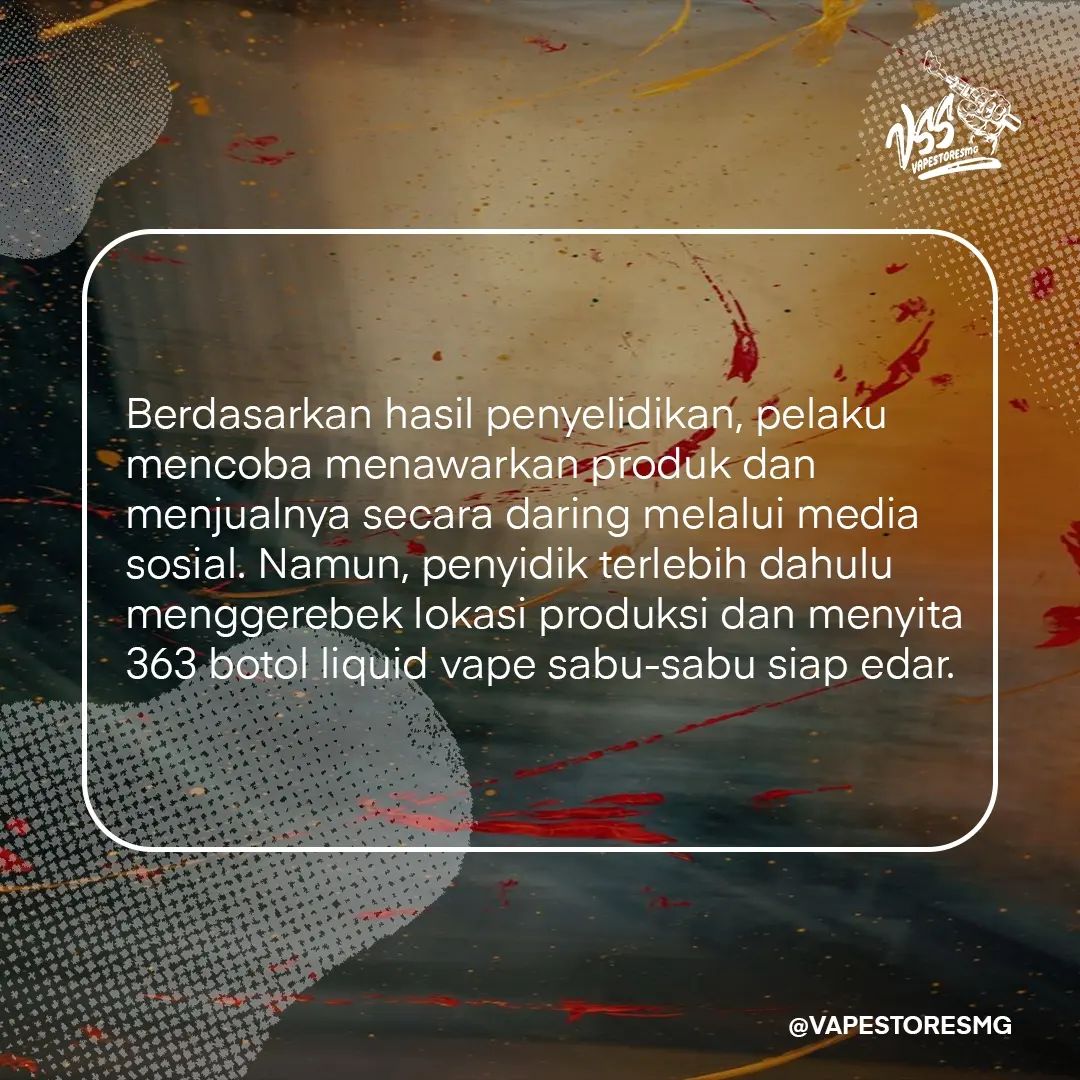 VSS
VAPESTORESMG
Berdasarkan hasil penyelidikan, pelaku
mencoba menawarkan produk dan
menjualnya secara daring melalui media
sosial. Namun, penyidik terlebih dahulu
menggerebek lokasi produksi dan menyita
363 botol liquid vape sabu-sabu siap edar.
@VAPESTORESMG